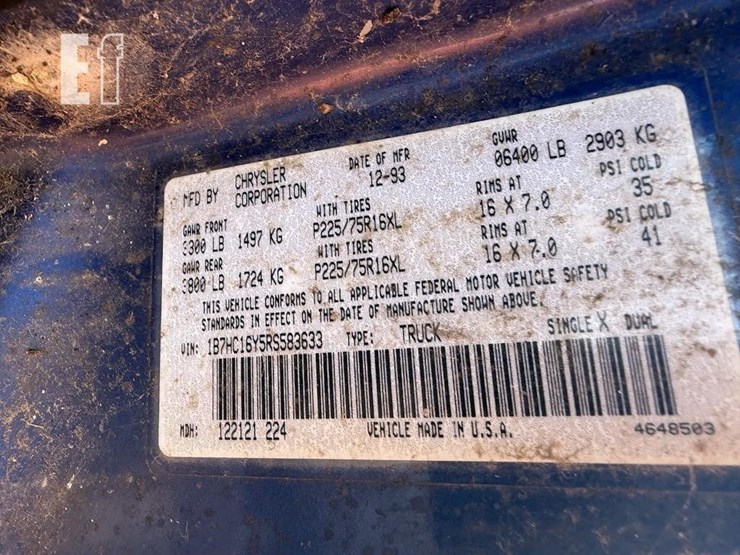 Ef
MFD BY CHRYSLER CORPORATION DATE OF MFR 12-93 GVWR 06400 LB 2903 KG
GAWR FRONT WITH TIRES RIMS AT PSI COLD
3300 LB 1497 KG P225/75R16XL 16 X 7.0 35
GAWR REAR WITH TIRES RIMS AT PSI COLD
3800 LB 1724 KG P225/75R16XL 16 X 7.0 41
THIS VEHICLE CONFORMS TO ALL APPLICABLE FEDERAL MOTOR VEHICLE SAFETY
STANDARDS IN EFFECT ON THE DATE OF MANUFACTURE SHOWN ABOVE.
VIN: 1B7HC16Y5RS583633 TYPE: TRUCK SINGLE X DUAL
MDH: 122121 224 VEHICLE MADE IN U.S.A. 4648503